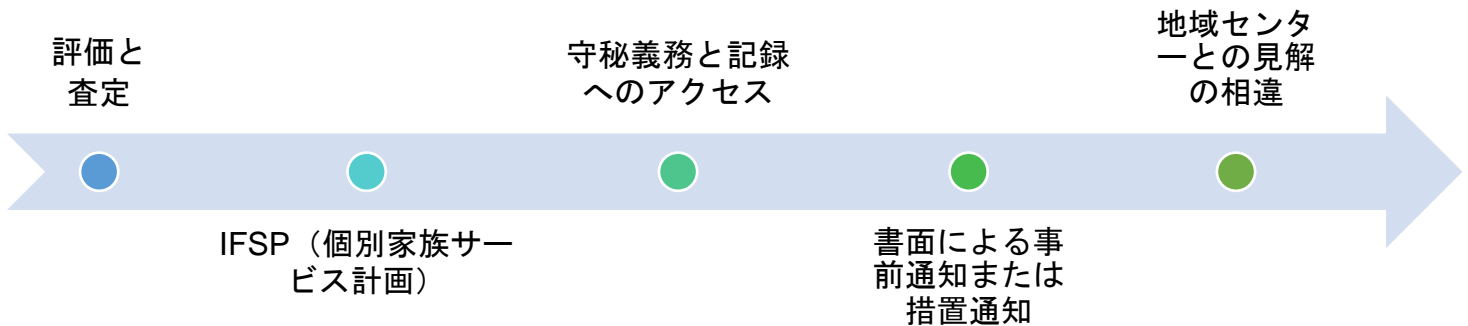 評価と
査定
IFSP（個別家族サー
ビス計画）
守秘義務と記録
へのアクセス
書面による事
前通知または
措置通知
地域センタ
ーとの見解
の相違